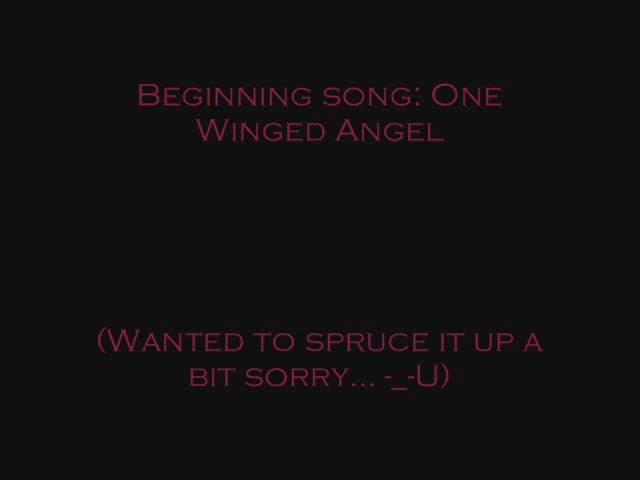 Beginning song: One
Winged Angel
(Wanted to spruce it up a
bit sorry... -_-U)